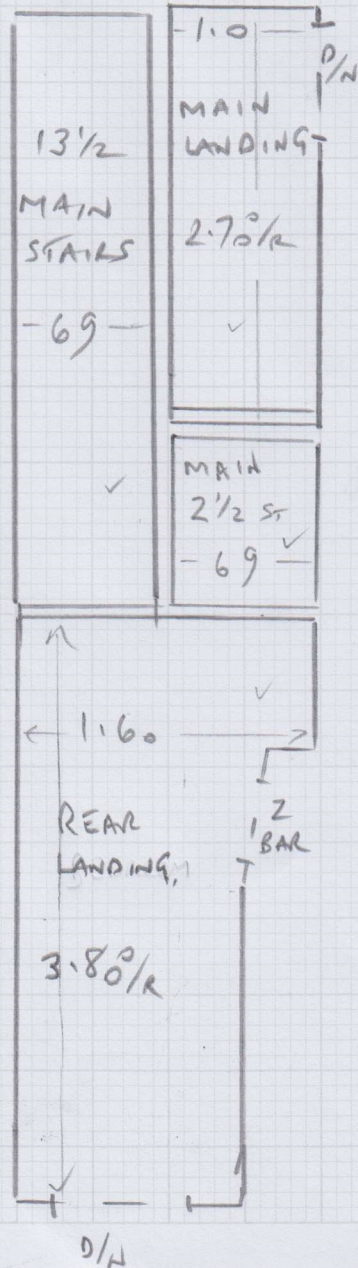 13½
MAIN
STAIRS
-69-
-1.0-
D/N
MAIN
LANDING
2.70 O/R
MAIN
2½ ST
-69-
1.60
REAR
LANDING
3.80 O/R
2
BAR
D/N